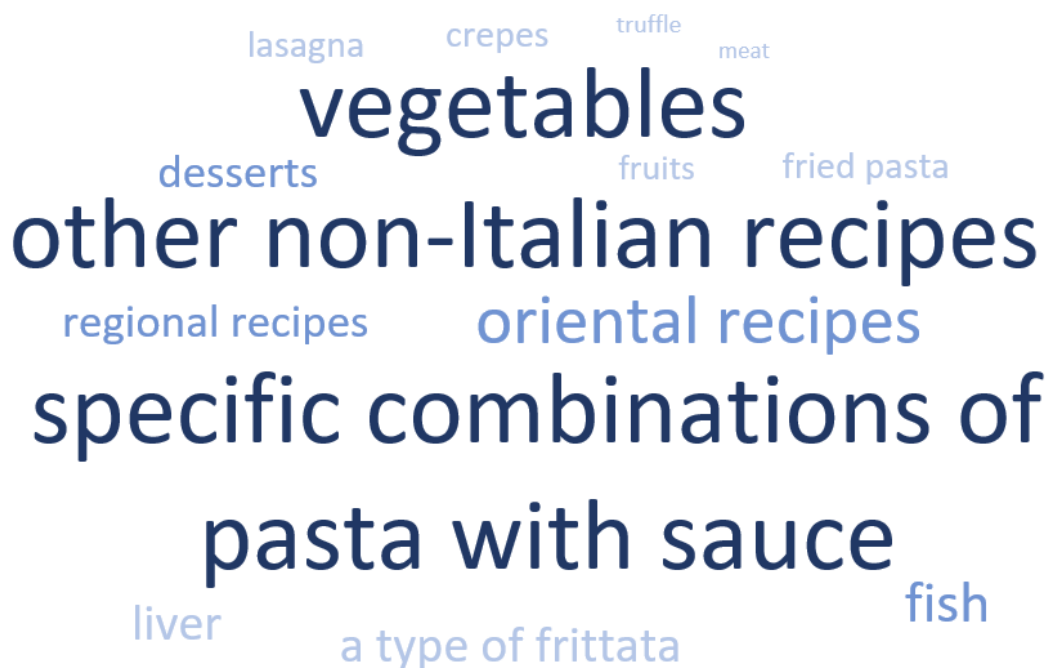 lasagna crepes truffle
meat
vegetables
desserts fruits fried pasta
other non-Italian recipes
regional recipes oriental recipes
specific combinations of
pasta with sauce
fish
liver
a type of frittata